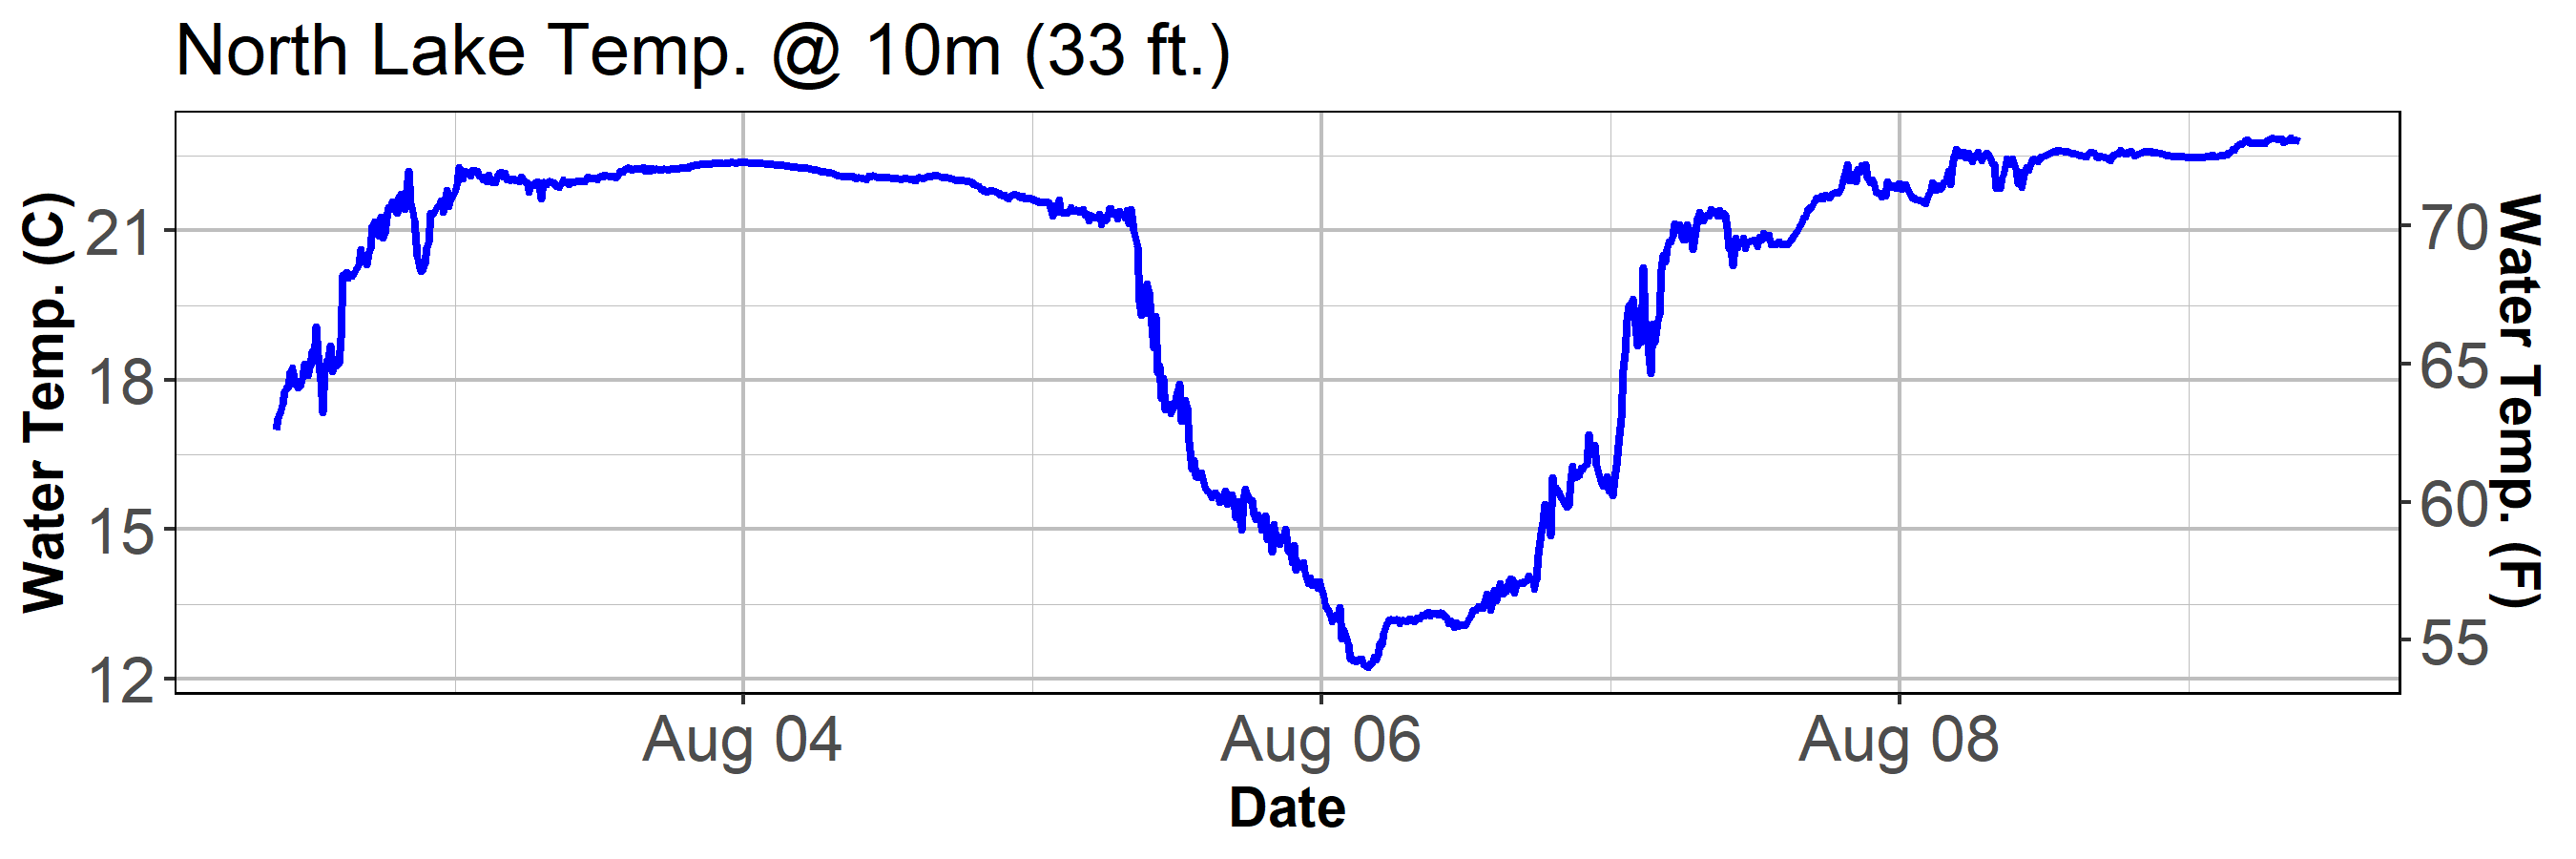 North Lake Temp. @ 10m (33 ft.)
Water Temp. (C)
21
18
15
12
70
65
60
55
Water Temp. (F)
Aug 04
Aug 06
Aug 08
Date